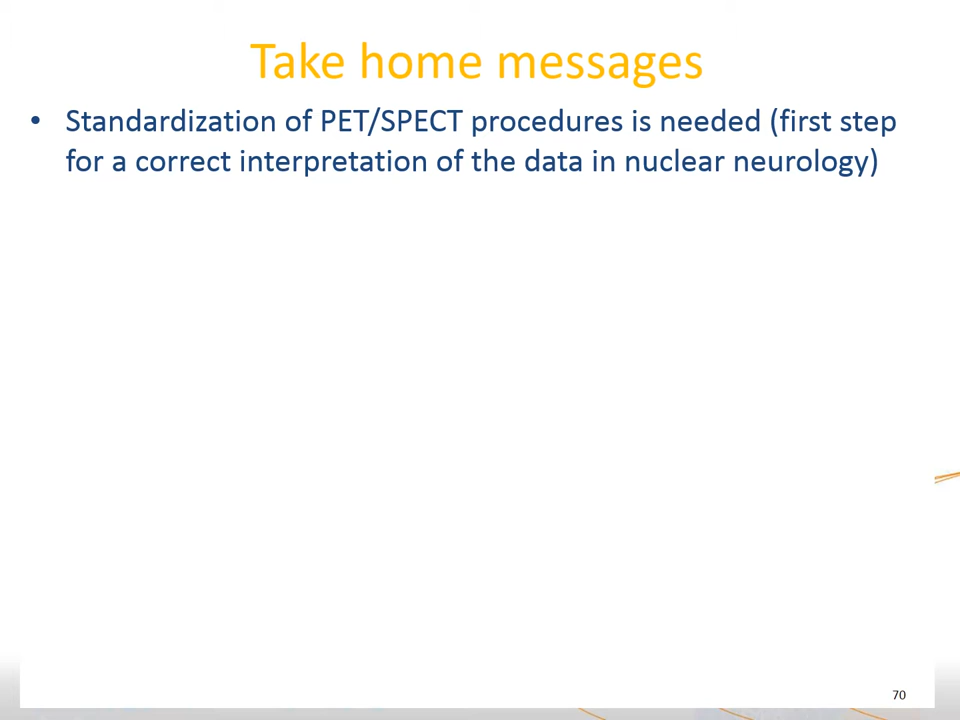 Take home messages
• Standardization of PET/SPECT procedures is needed (first step
for a correct interpretation of the data in nuclear neurology)
70